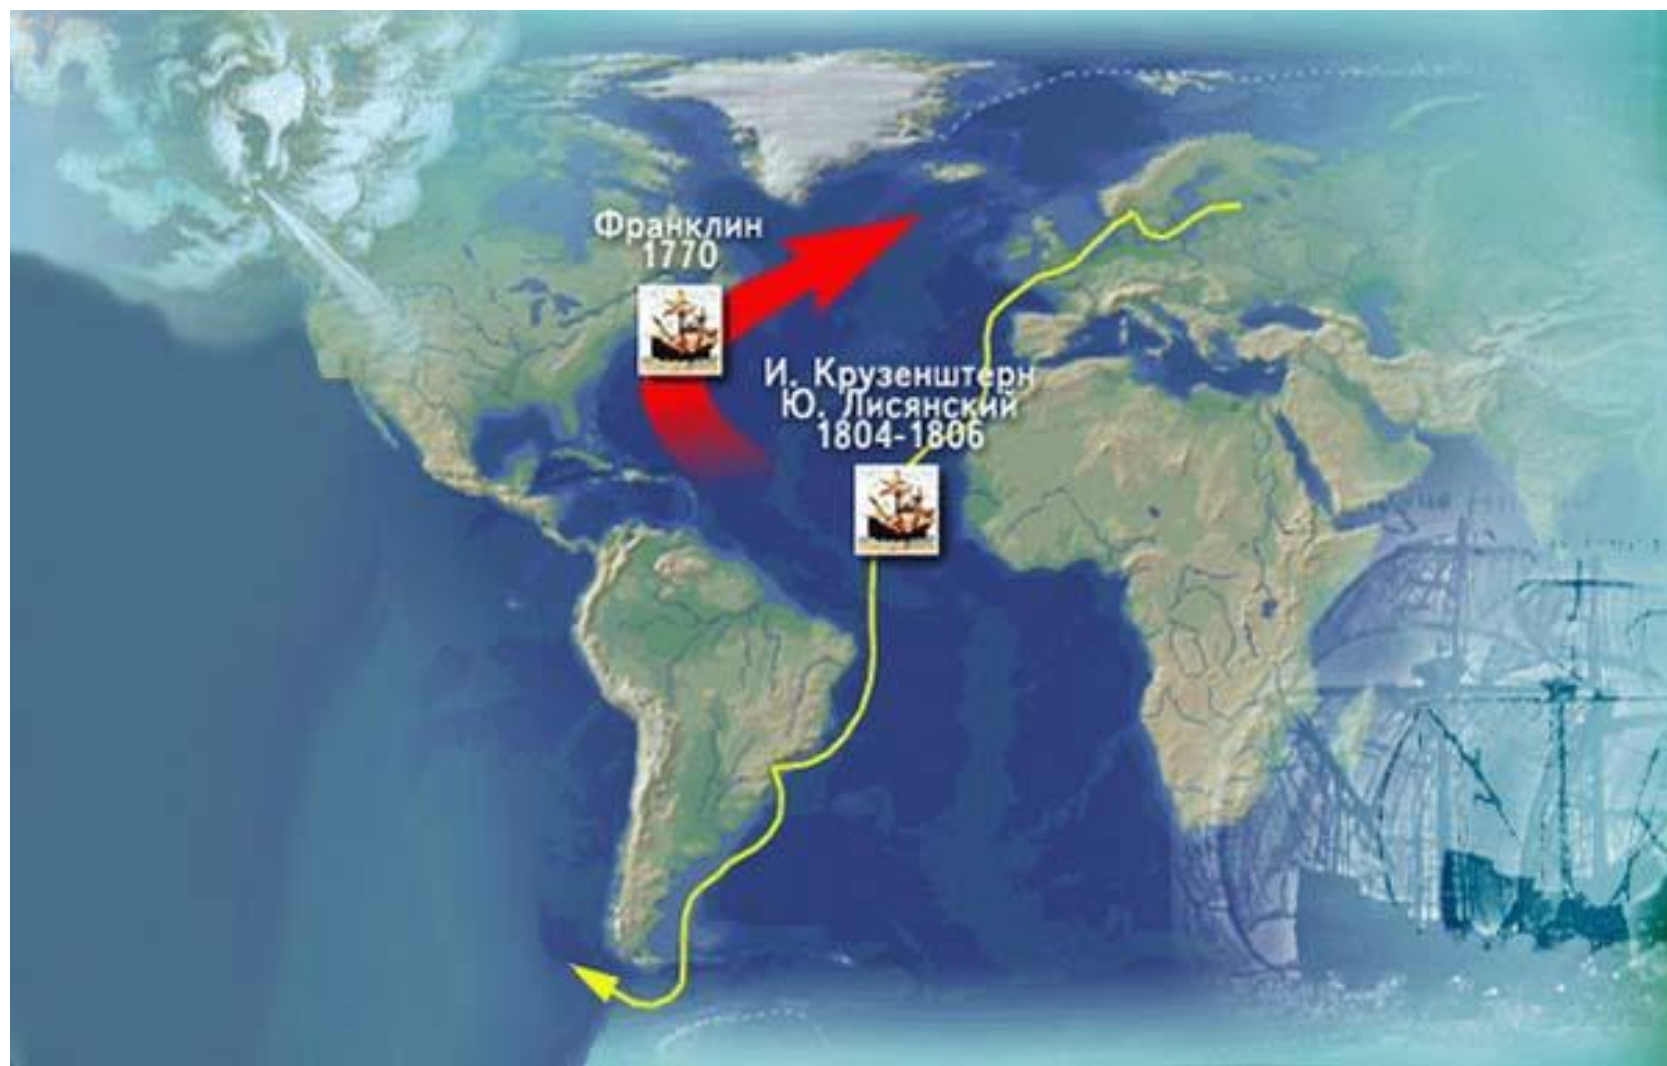 Франклин
1770
И. Крузенштерн
Ю. Лисянский
1804-1806